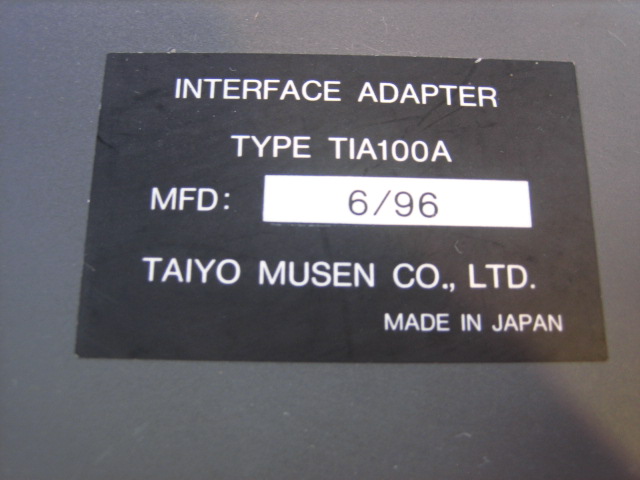 INTERFACE ADAPTER
TYPE TIA100A
MFD: 6/96
TAIYO MUSEN CO., LTD.
MADE IN JAPAN